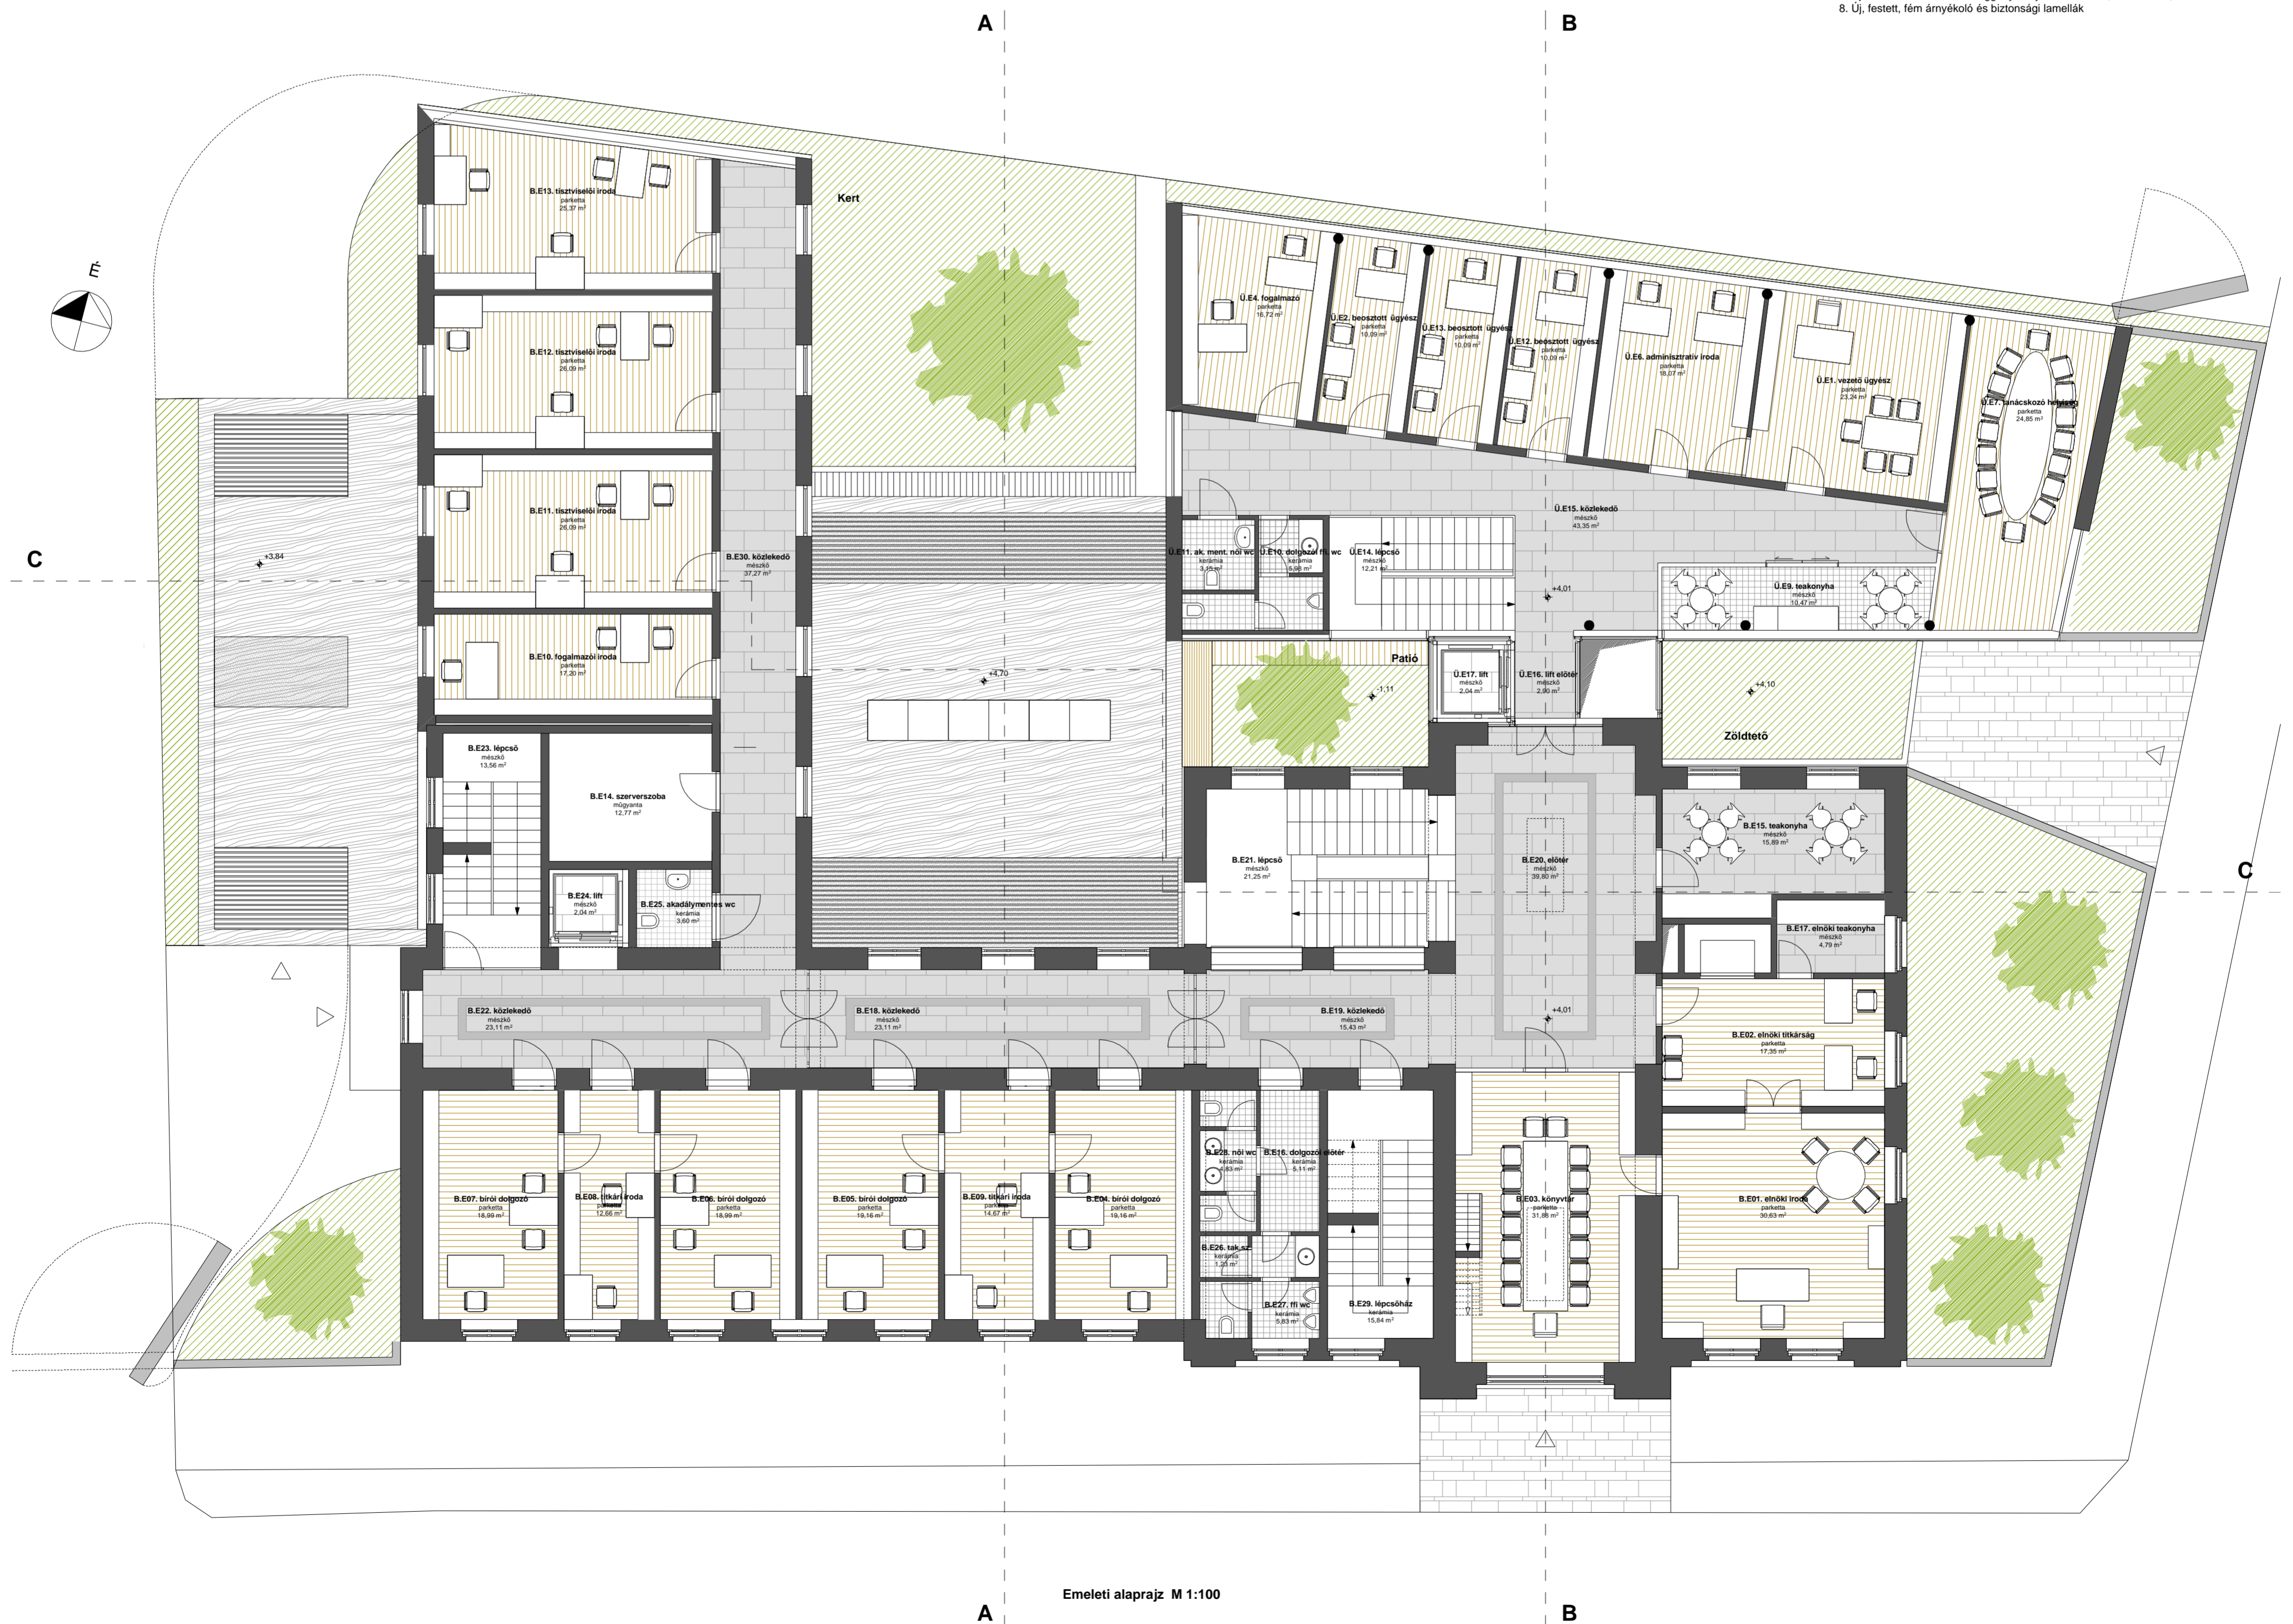 8. Új, festett, fém árnyékoló és biztonsági lamellák
A
B
É
Kert
B.E13. tisztviselői iroda
parketta
25,37 m²
B.E12. tisztviselői iroda
parketta
26,09 m²
B.E11. tisztviselői iroda
parketta
26,09 m²
B.E10. fogalmazói iroda
parketta
17,20 m²
B.E30. közlekedő
mészkő
37,27 m²
Ü.E4. fogalmazó
parketta
16,72 m²
Ü.E2. beosztott ügyész
parketta
10,09 m²
Ü.E13. beosztott ügyész
parketta
10,09 m²
Ü.E12. beosztott ügyész
parketta
10,09 m²
Ü.E6. adminisztratív iroda
parketta
18,07 m²
Ü.E1. vezető ügyész
parketta
23,24 m²
Ü.E7. tanácskozó helyiség
parketta
24,85 m²
Ü.E15. közlekedő
mészkő
43,35 m²
C
+3,84
Ü.E11. ak. ment. női wc
kerámia
3,15 m²
Ü.E10. dolgozói ffi. wc
kerámia
5,98 m²
Ü.E14. lépcső
mészkő
12,21 m²
+4,01
Ü.E9. teakonyha
mészkő
10,47 m²
+4,70
Patió
-1,11
Ü.E17. lift
mészkő
2,04 m²
Ü.E16. lift előtér
mészkő
2,90 m²
+4,10
Zöldtető
B.E23. lépcső
mészkő
13,56 m²
B.E14. szerverszoba
műgyanta
12,77 m²
B.E24. lift
mészkő
2,04 m²
B.E25. akadálymentes wc
kerámia
3,60 m²
B.E21. lépcső
mészkő
21,25 m²
B.E20. előtér
mészkő
39,80 m²
B.E15. teakonyha
mészkő
15,89 m²
C
B.E17. elnöki teakonyha
mészkő
4,79 m²
B.E22. közlekedő
mészkő
23,11 m²
B.E18. közlekedő
mészkő
23,11 m²
B.E19. közlekedő
mészkő
15,43 m²
+4,01
B.E02. elnöki titkárság
parketta
17,35 m²
B.E07. bírói dolgozó
parketta
18,99 m²
B.E08. titkári iroda
parketta
12,66 m²
B.E06. bírói dolgozó
parketta
18,99 m²
B.E05. bírói dolgozó
parketta
19,16 m²
B.E09. titkári iroda
parketta
14,67 m²
B.E04. bírói dolgozó
parketta
19,16 m²
B.E28. női wc
kerámia
4,83 m²
B.E16. dolgozói előtér
kerámia
5,11 m²
B.E26. tak.sz.
kerámia
B.E27. ffi wc
kerámia
5,83 m²
B.E29. lépcsőház
kerámia
15,84 m²
B.E03. könyvtár
parketta
31,88 m²
B.E01. elnöki iroda
parketta
30,63 m²
Emeleti alaprajz M 1:100
A
B